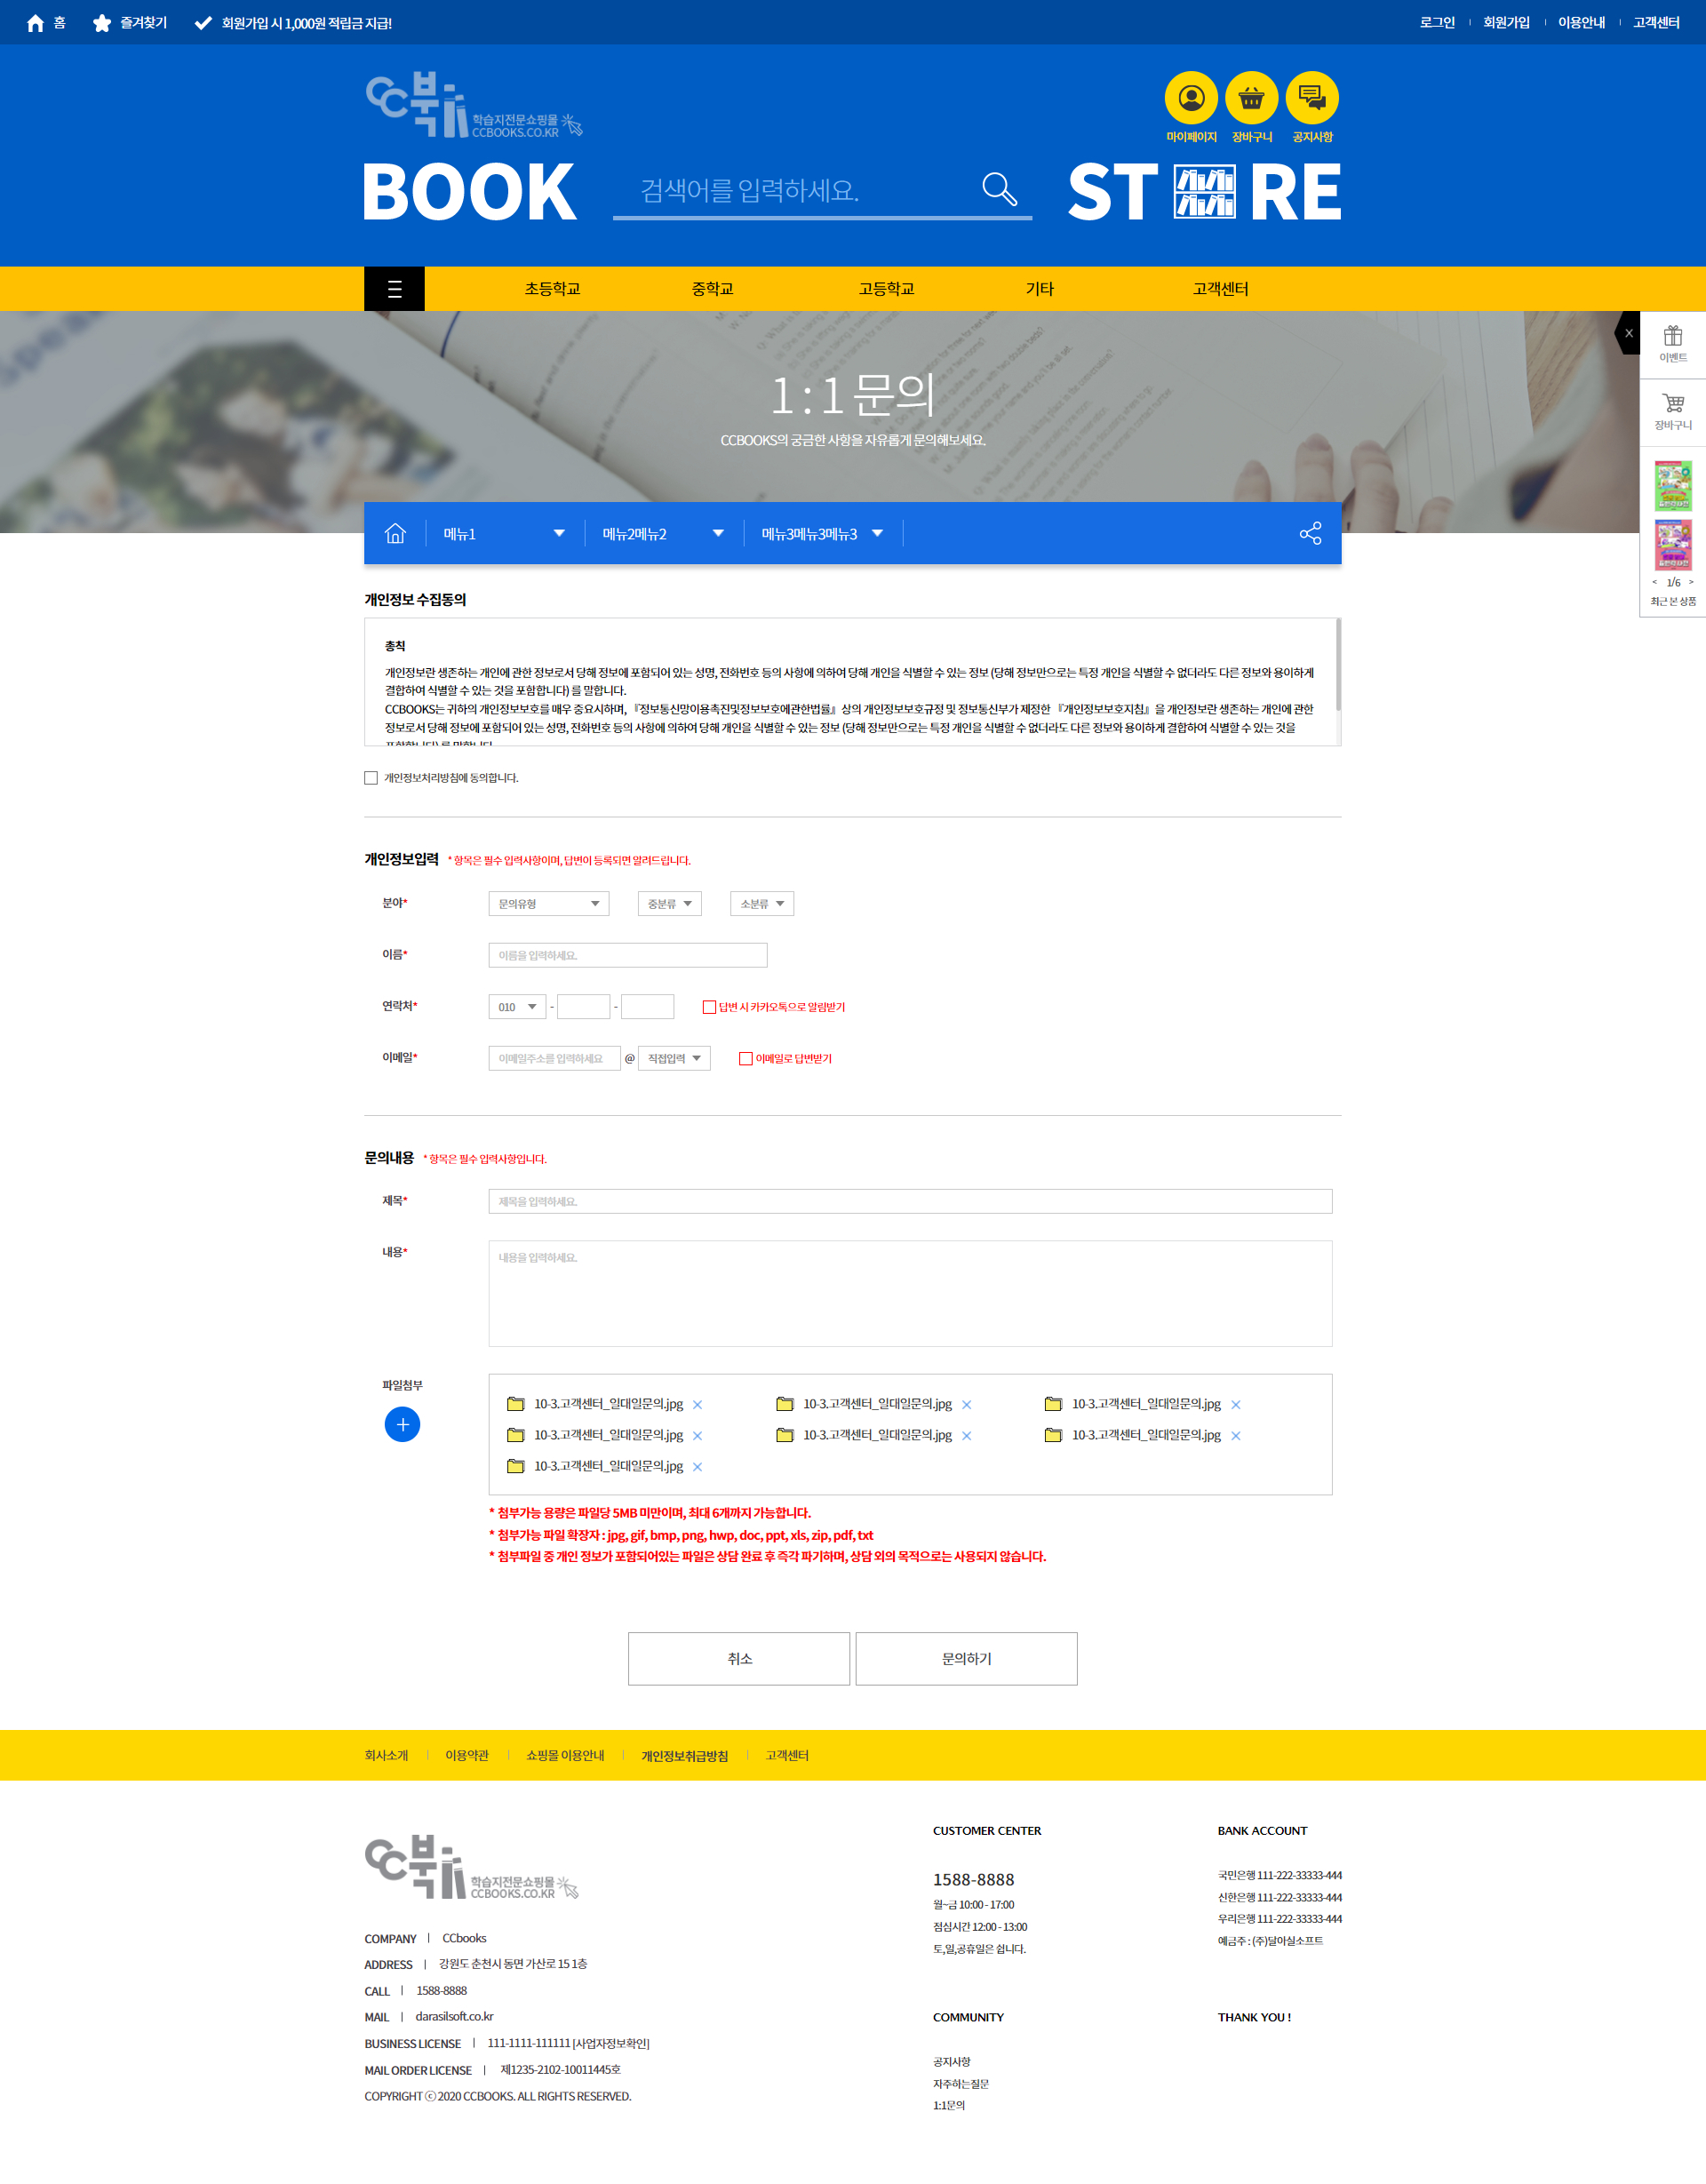 홈
즐겨찾기
회원가입 시 1,000원 적립금 지급!
로그인
회원가입
이용안내
고객센터
CC북
학습지전문쇼핑몰
CCBOOKS.CO.KR
마이페이지
장바구니
공지사항
BOOK
검색어를 입력하세요.
ST RE
초등학교
중학교
고등학교
기타
고객센터
1 : 1 문의
CCBOOKS의 궁금한 사항을 자유롭게 문의해보세요.
X
이벤트
장바구니
< 1/6 >
최근 본 상품
메뉴1
메뉴2메뉴2
메뉴3메뉴3메뉴3
개인정보 수집동의
총칙
개인정보란 생존하는 개인에 관한 정보로서 당해 정보에 포함되어 있는 성명, 전화번호 등의 사항에 의하여 당해 개인을 식별할 수 있는 정보 (당해 정보만으로는 특정 개인을 식별할 수 없더라도 다른 정보와 용이하게
결합하여 식별할 수 있는 것을 포함합니다) 를 말합니다.
CCBOOKS는 귀하의 개인정보보호를 매우 중요시하며, 『정보통신망이용촉진및정보보호에관한법률』상의 개인정보보호규정 및 정보통신부가 제정한 『개인정보보호지침』을 개인정보란 생존하는 개인에 관한
정보로서 당해 정보에 포함되어 있는 성명, 전화번호 등의 사항에 의하여 당해 개인을 식별할 수 있는 정보 (당해 정보만으로는 특정 개인을 식별할 수 없더라도 다른 정보와 용이하게 결합하여 식별할 수 있는 것을
포함합니다) 를 말합니다.
개인정보처리방침에 동의합니다.
개인정보입력 * 항목은 필수 입력사항이며, 답변이 등록되면 알려드립니다.
분야* 문의유형 중분류 소분류
이름* 이름을 입력하세요.
연락처* 010 - - 답변 시 카카오톡으로 알림받기
이메일* 이메일주소를 입력하세요 @ 직접입력 이메일로 답변받기
문의내용 * 항목은 필수 입력사항입니다.
제목* 제목을 입력하세요.
내용* 내용을 입력하세요.
파일첨부
10-3.고객센터_일대일문의.jpg
10-3.고객센터_일대일문의.jpg
10-3.고객센터_일대일문의.jpg
10-3.고객센터_일대일문의.jpg
10-3.고객센터_일대일문의.jpg
10-3.고객센터_일대일문의.jpg
10-3.고객센터_일대일문의.jpg
* 첨부가능 용량은 파일당 5MB 미만이며, 최대 6개까지 가능합니다.
* 첨부가능 파일 확장자 : jpg, gif, bmp, png, hwp, doc, ppt, xls, zip, pdf, txt
* 첨부파일 중 개인 정보가 포함되어있는 파일은 상담 완료 후 즉각 파기하며, 상담 외의 목적으로는 사용되지 않습니다.
취소
문의하기
회사소개
이용약관
쇼핑몰 이용안내
개인정보취급방침
고객센터
CC북
학습지전문쇼핑몰
CCBOOKS.CO.KR
COMPANY | CCbooks
ADDRESS | 강원도 춘천시 동면 가산로 15 1층
CALL | 1588-8888
MAIL | darasilsoft.co.kr
BUSINESS LICENSE | 111-1111-111111 [사업자정보확인]
MAIL ORDER LICENSE | 제1235-2102-10011445호
COPYRIGHT ⓒ 2020 CCBOOKS. ALL RIGHTS RESERVED.
CUSTOMER CENTER
1588-8888
월~금 10:00 - 17:00
점심시간 12:00 - 13:00
토,일,공휴일은 쉽니다.
BANK ACCOUNT
국민은행 111-222-33333-444
신한은행 111-222-33333-444
우리은행 111-222-33333-444
예금주 : (주)달아실소프트
COMMUNITY
공지사항
자주하는질문
1:1문의
THANK YOU !